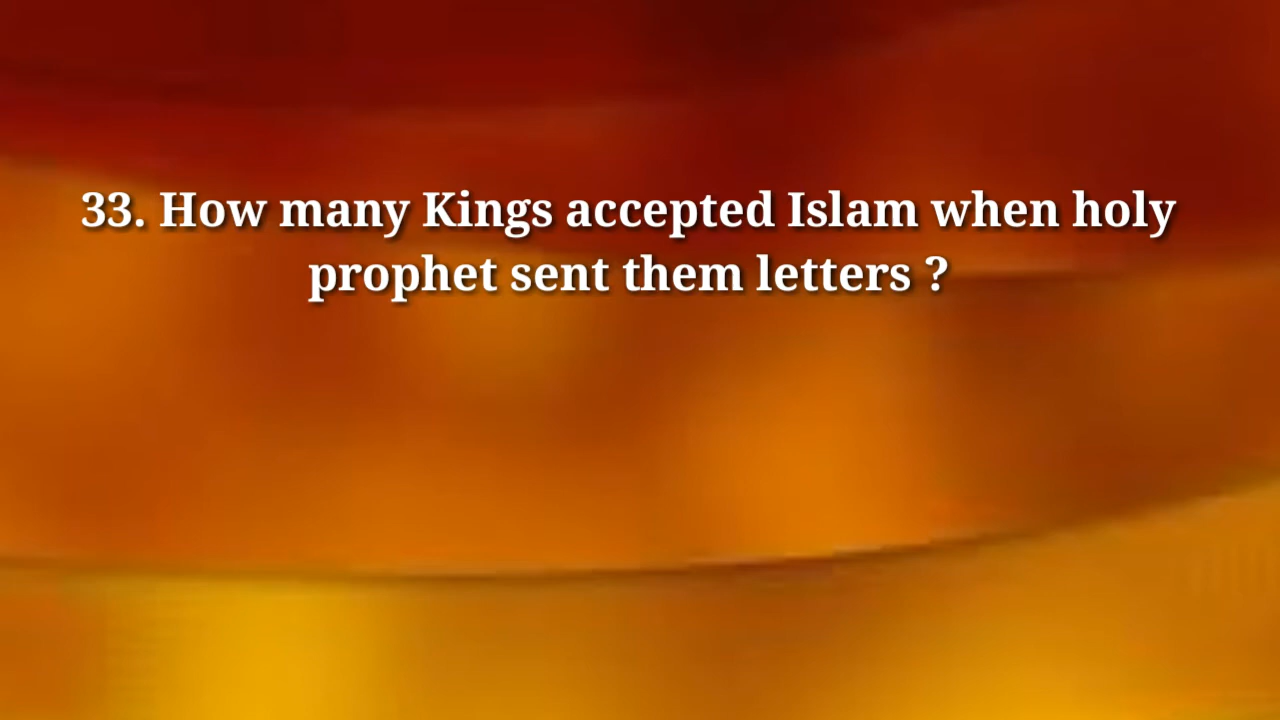 33. How many Kings accepted Islam when holy
prophet sent them letters ?